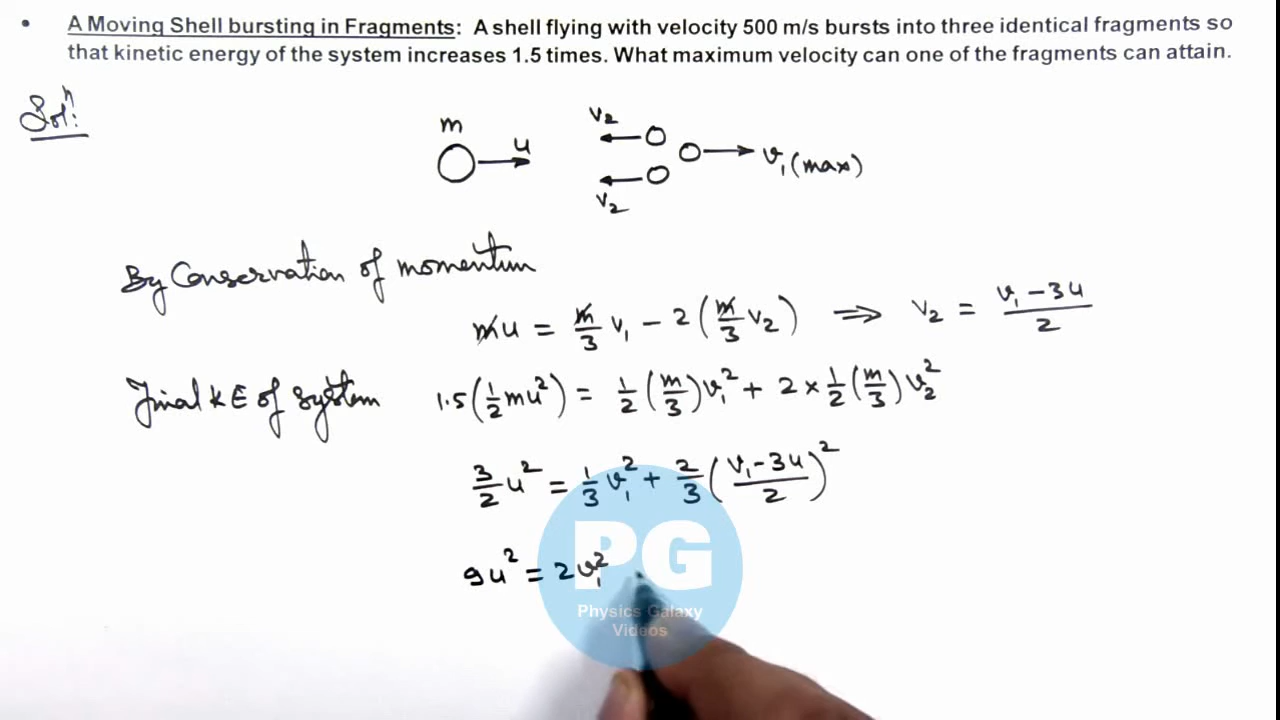 • A Moving Shell bursting in Fragments: A shell flying with velocity 500 m/s bursts into three identical fragments so
that kinetic energy of the system increases 1.5 times. What maximum velocity can one of the fragments can attain.
Solⁿ:
m u v₂ v₁(max)
v₂
By Conservation of momentum
mu = m/3 v₁ - 2(m/3 v₂) ⟹ v₂ = (v₁ - 3u)/2
Final KE of system 1.5(1/2 mu²) = 1/2 (m/3)v₁² + 2 × 1/2 (m/3) v₂²
3/2 u² = 1/3 v₁² + 2/3 ((v₁ - 3u)/2)²
9u² = 2v₁²
PG
Physics Galaxy
Videos